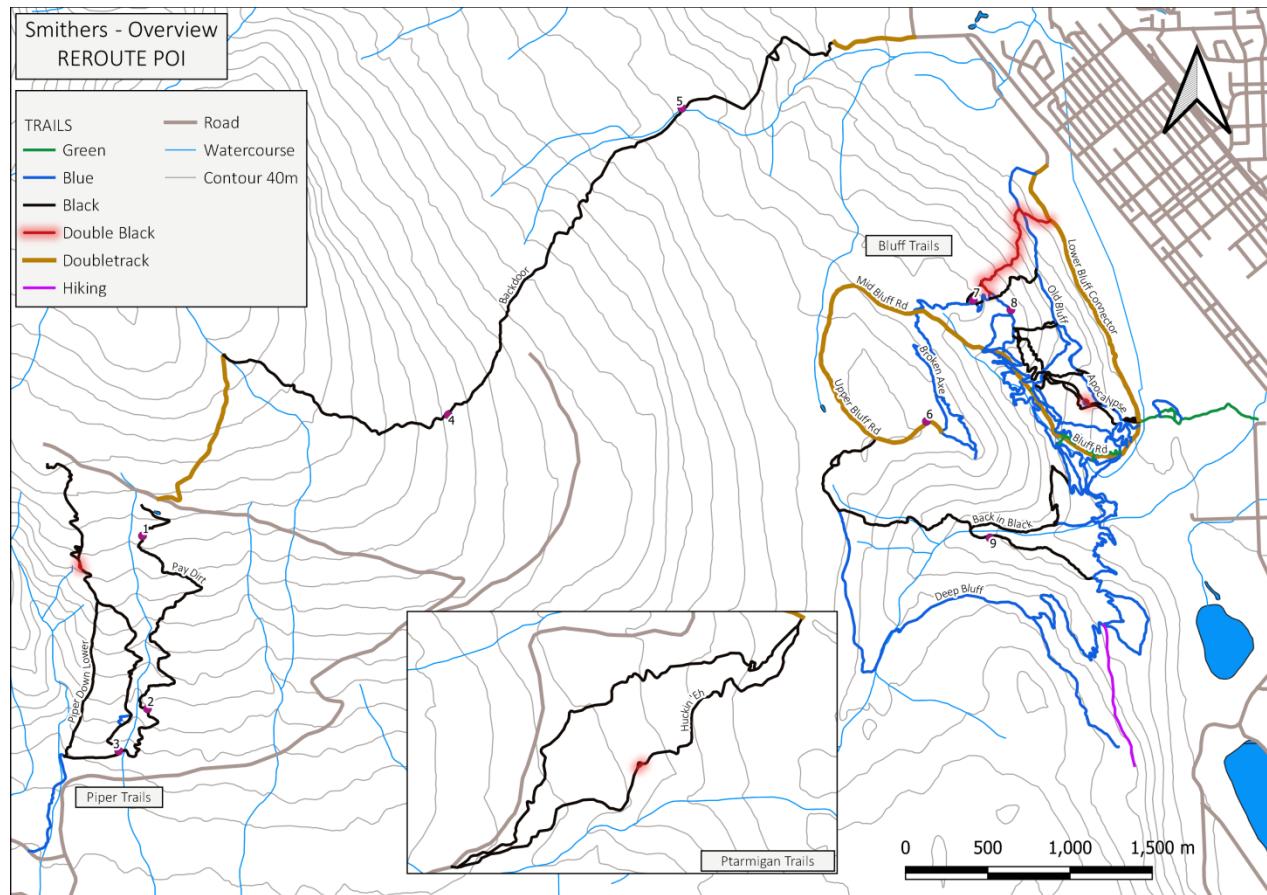 Smithers - Overview
REROUTE POI
TRAILS
Green
Blue
Black
Double Black
Doubletrack
Hiking
Road
Watercourse
Contour 40m
5
Backdoor
4
Bluff Trails
Mid Bluff Rd
Upper Bluff Rd
Broken Axe
6
7
8
Old Bluff
Lower Bluff Connector
ApocaNpse
Bluff Rd
Back in Black
9
Deep Bluff
1
Pay Dirt
Piper Down Lower
2
3
Piper Trails
Huckin 'Eh
Ptarmigan Trails
0 500 1,000 1,500 m